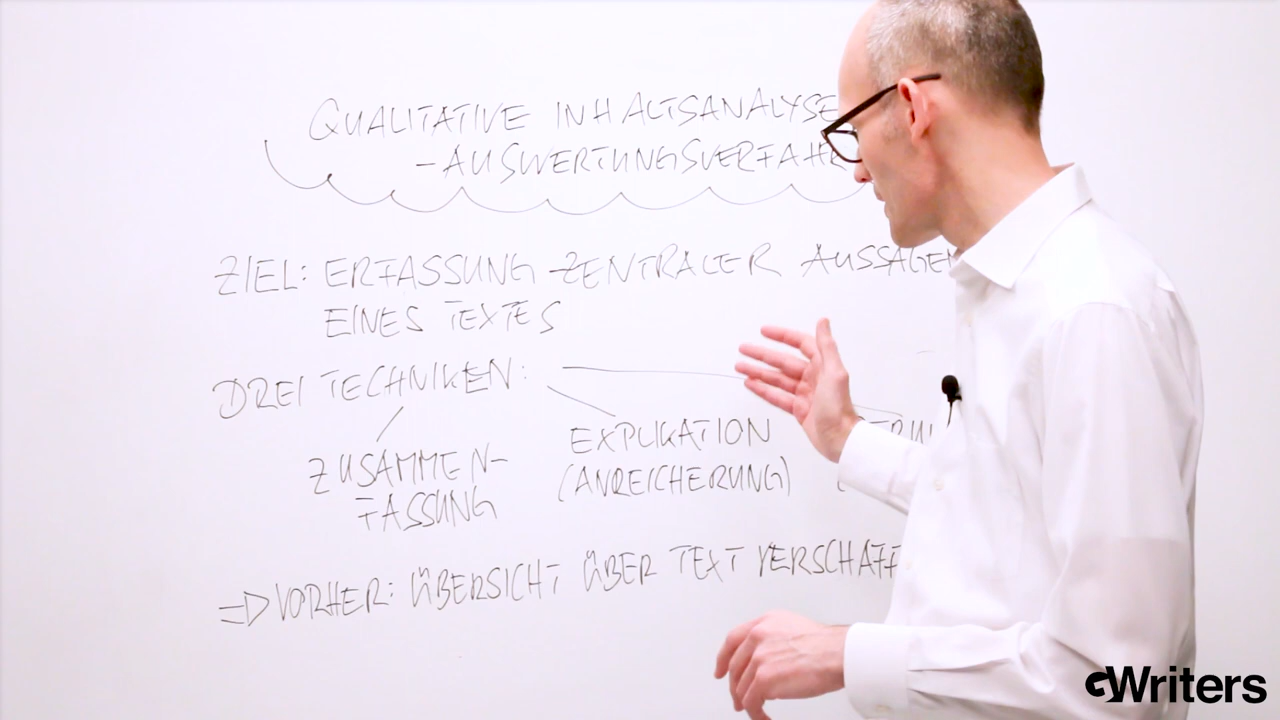 QUALITATIVE INHALTSANALYSE
-AUSWERTUNGSVERFAHR
ZIEL: ERFASSUNG ZENTRALER AUSSAGEN
EINES TEXTES
DREI TECHNIKEN:
ZUSAMMEN-
FASSUNG
EXPLIKATION
(ANREICHERUNG)
=> VORHER: ÜBERSICHT ÜBER TEXT VERSCHAFF
Writers